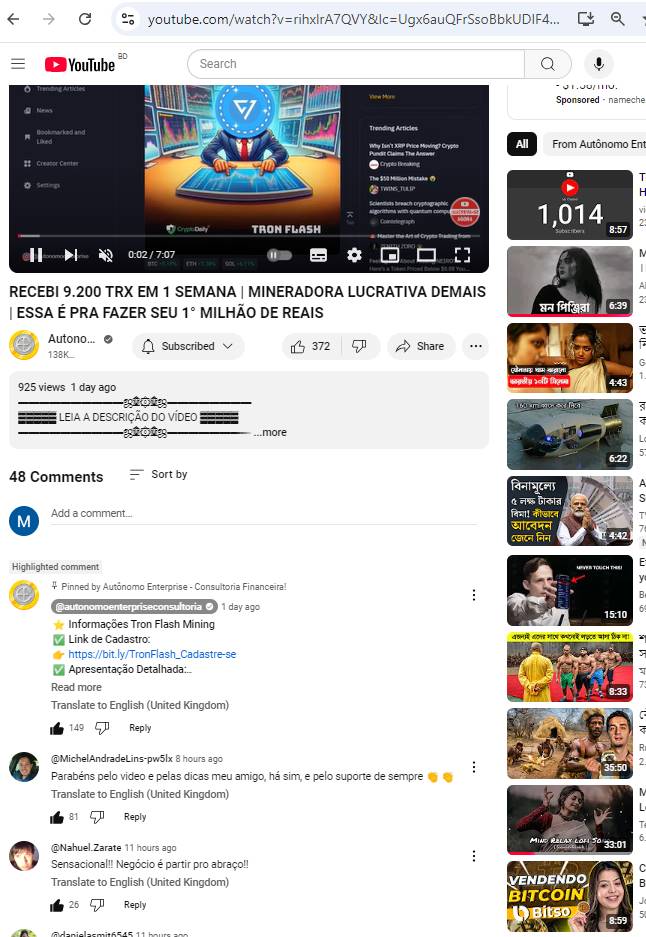 youtube.com/watch?v=rihxIrA7QVY&lc=Ugx6auQFrSsoBbkUDIF4...
YouTube BD
Search
Trending Articles
News
Bookmarked and
Liked
Creator Center
Settings
View More
Trending Articles
Why Isn't XRP Price Moving? Crypto
Pundit Claims The Answer
Crypto Breaking
The $50 Million Mistake
TWINS_TULIP
Scientists breach cryptographic
algorithms with quantum
Cointelegraph
Master the Art of Crypto Trading from
CryptoDaily
TRON FLASH
0:02 / 7:07
RECEBI 9.200 TRX EM 1 SEMANA | MINERADORA LUCRATIVA DEMAIS
| ESSA É PRA FAZER SEU 1° MILHÃO DE REAIS
Autono...
138K...
Subscribed
372
Share
925 views 1 day ago
LEIA A DESCRIÇÃO DO VÍDEO
...more
48 Comments
Sort by
M
Add a comment...
Highlighted comment
Pinned by Autônomo Enterprise - Consultoria Financeira!
@autonomoenterpriseconsultoria 1 day ago
⭐ Informações Tron Flash Mining
✅ Link de Cadastro:
👉 https://bit.ly/TronFlash_Cadastre-se
✅ Apresentação Detalhada:..
Read more
Translate to English (United Kingdom)
149 Reply
@MichelAndradeLins-pw5lx 8 hours ago
Parabéns pelo video e pelas dicas meu amigo, há sim, e pelo suporte de sempre 👏 👏
Translate to English (United Kingdom)
81 Reply
@Nahuel.Zarate 11 hours ago
Sensacional!! Negócio é partir pro abraço!!
Translate to English (United Kingdom)
26 Reply
@danielasmit6545 11 hours ago
Sponsored · nameche
All
From Autônomo Ent
1,014
Subscribers
8:57
মন পিঞ্জিরা
6:39
4:43
160 km বেগে
6:22
বিনামূল্যে
৫ লক্ষ টাকার
বিমা! কীভাবে
আবেদন
জেনে নিন
4:42
NEVER TOUCH THIS!
15:10
8:33
35:50
MIND RELAX LOFI SONG
33:01
VENDENDO
BITCOIN
Bitso
8:59